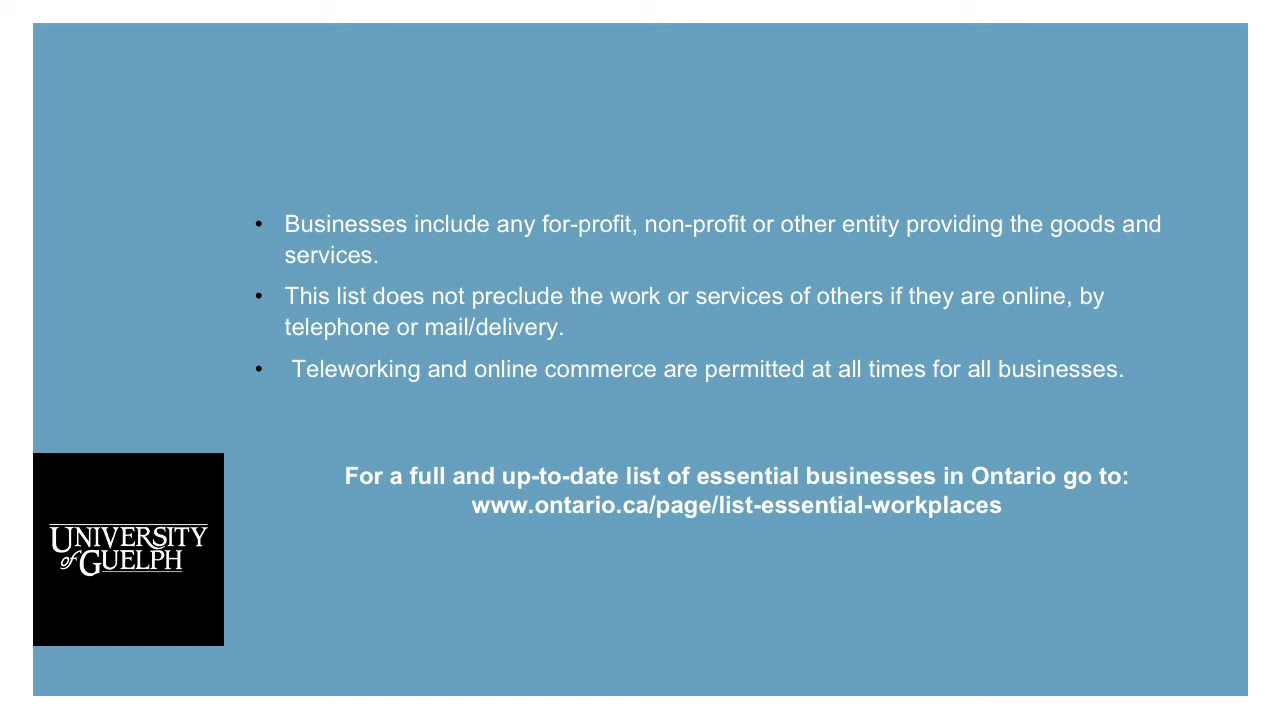 • Businesses include any for-profit, non-profit or other entity providing the goods and
services.
• This list does not preclude the work or services of others if they are online, by
telephone or mail/delivery.
• Teleworking and online commerce are permitted at all times for all businesses.
For a full and up-to-date list of essential businesses in Ontario go to:
www.ontario.ca/page/list-essential-workplaces
UNIVERSITY
of GUELPH